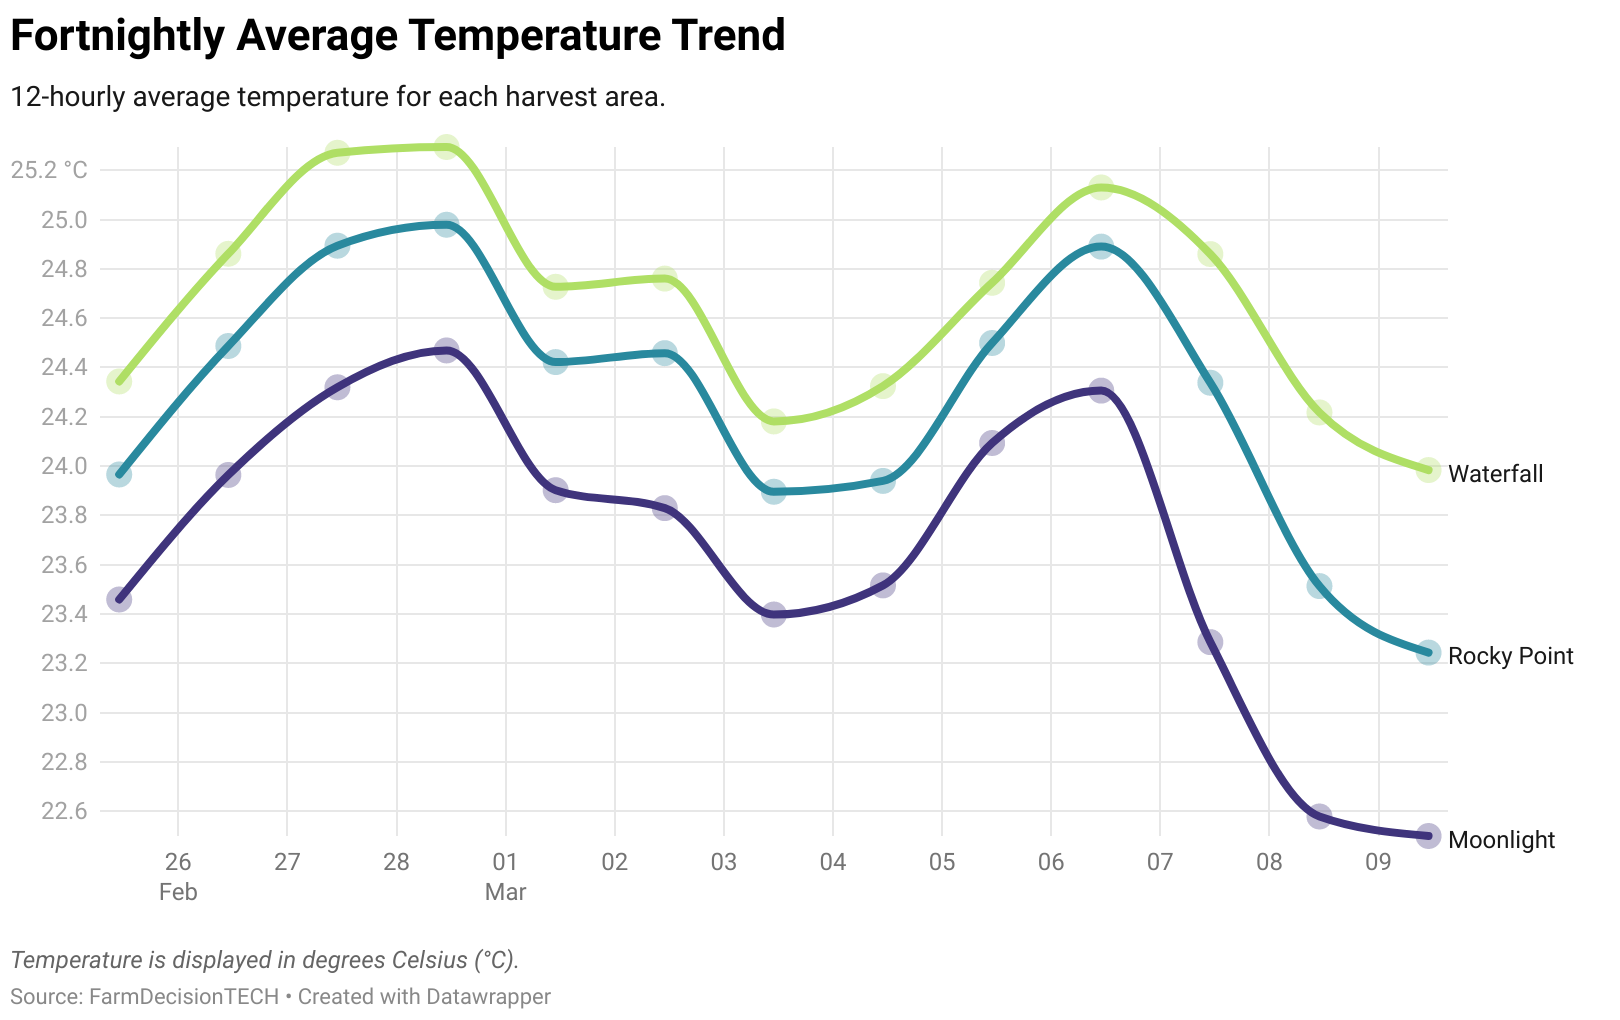 Fortnightly Average Temperature Trend
12-hourly average temperature for each harvest area.
25.2 °C
25.0
24.8
24.6
24.4
24.2
24.0
23.8
23.6
23.4
23.2
23.0
22.8
22.6
Waterfall
Rocky Point
Moonlight
26 27 28 01 02 03 04 05 06 07 08 09
Feb Mar
Temperature is displayed in degrees Celsius (°C).
Source: FarmDecisionTECH • Created with Datawrapper